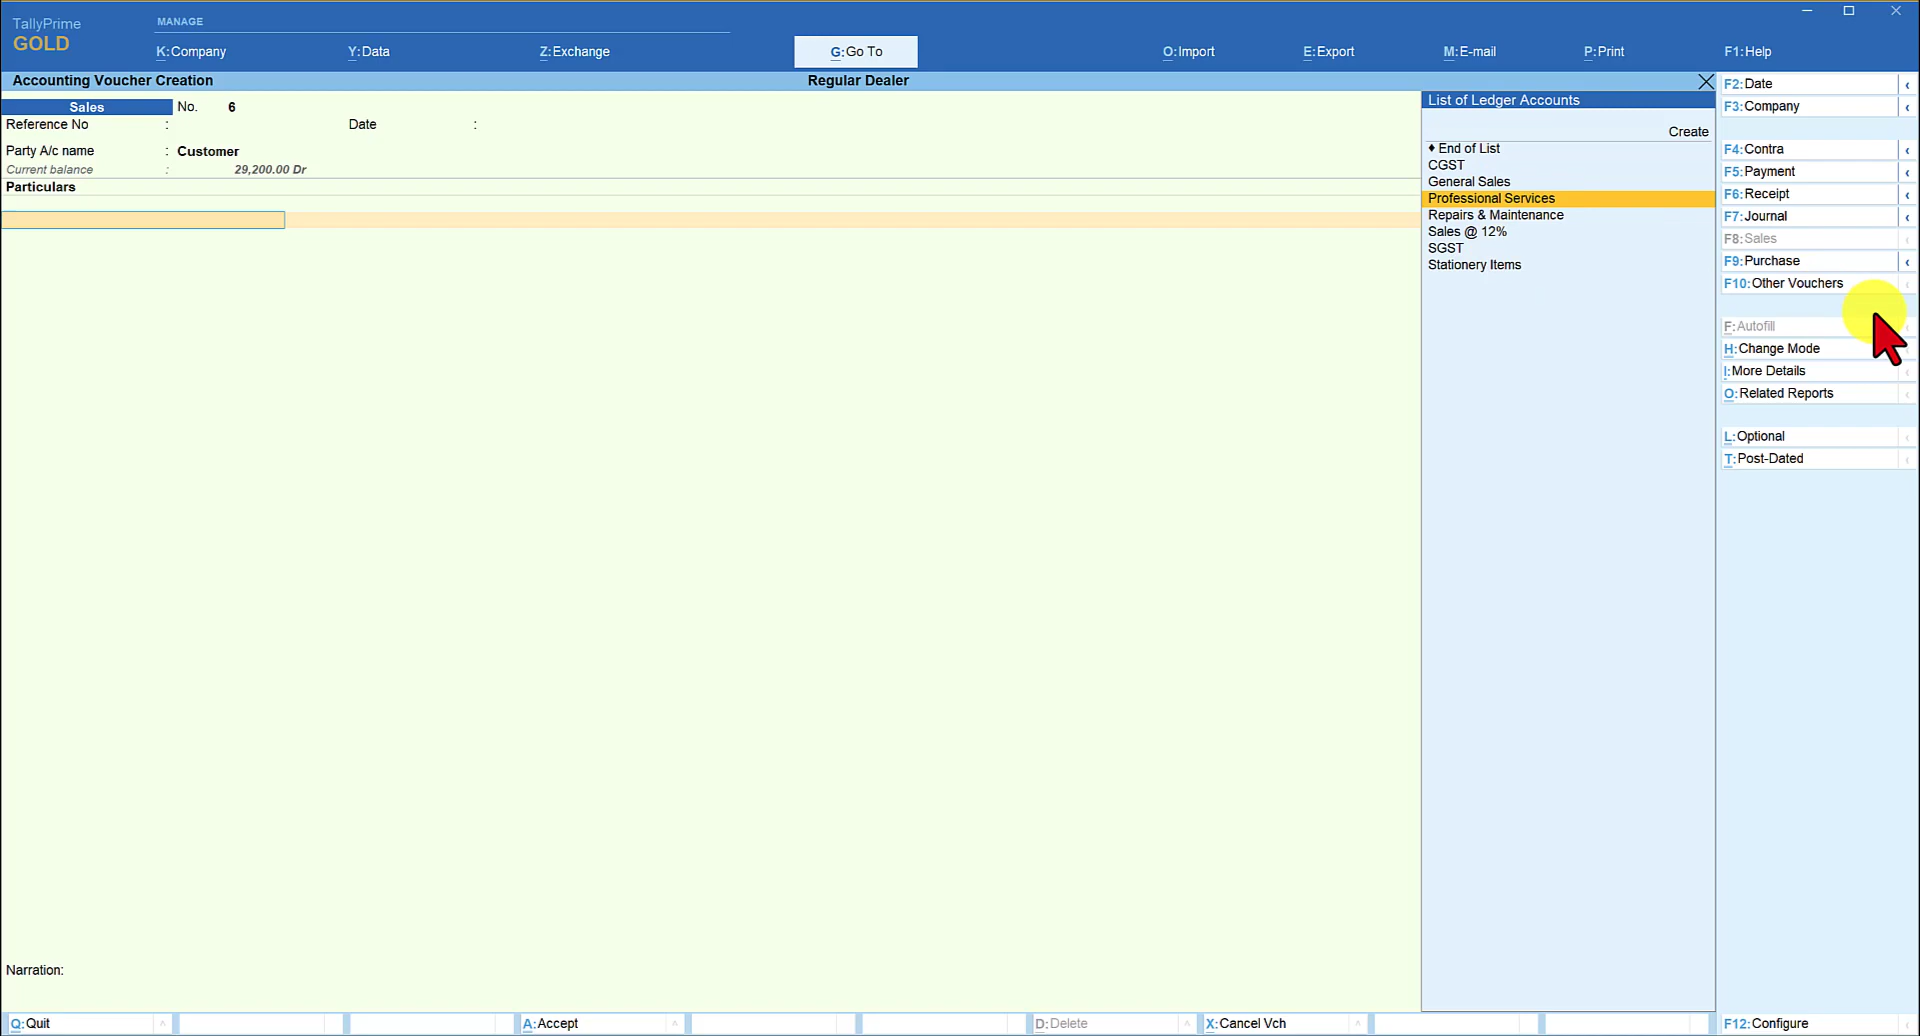 TallyPrime
GOLD
MANAGE
K:Company
Y:Data
Z:Exchange
G:Go To
O:Import
E:Export
M:E-mail
P:Print
F1:Help
Accounting Voucher Creation
Regular Dealer
Sales No. 6
Reference No :
Date :
Party A/c name : Customer
Current balance : 29,200.00 Dr
Particulars
List of Ledger Accounts
Create
♦ End of List
CGST
General Sales
Professional Services
Repairs & Maintenance
Sales @ 12%
SGST
Stationery Items
F2:Date
F3:Company
F4:Contra
F5:Payment
F6:Receipt
F7:Journal
F8:Sales
F9:Purchase
F10:Other Vouchers
F:Autofill
H:Change Mode
I:More Details
O:Related Reports
L:Optional
T:Post-Dated
Narration:
Q:Quit
A:Accept
D:Delete
X:Cancel Vch
F12:Configure